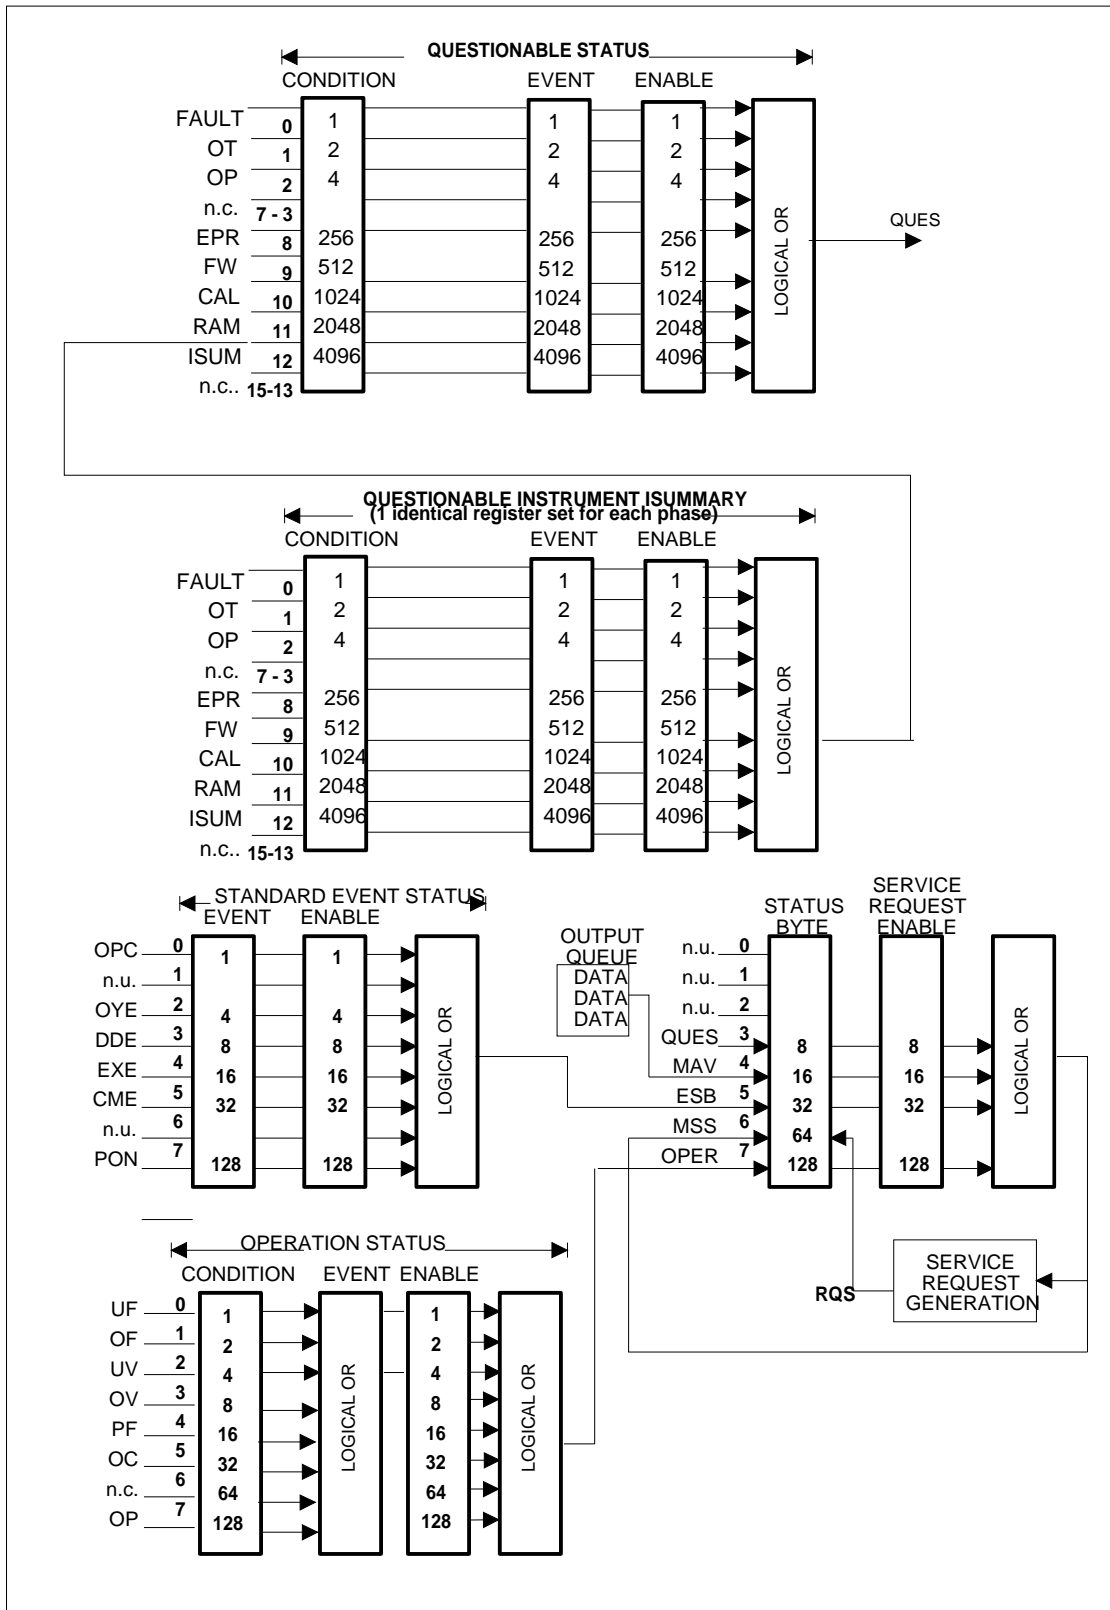 QUESTIONABLE STATUS
CONDITION EVENT ENABLE
FAULT 0 1 1 1
OT 1 2 2 2
OP 2 4 4 4
n.c. 7 - 3
EPR 8 256 256 256
FW 9 512 512 512
CAL 10 1024 1024 1024
RAM 11 2048 2048 2048
ISUM 12 4096 4096 4096
n.c.. 15-13
LOGICAL OR
QUES
QUESTIONABLE INSTRUMENT ISUMMARY
(1 identical register set for each phase)
CONDITION EVENT ENABLE
FAULT 0 1 1 1
OT 1 2 2 2
OP 2 4 4 4
n.c. 7 - 3
EPR 8 256 256 256
FW 9 512 512 512
CAL 10 1024 1024 1024
RAM 11 2048 2048 2048
ISUM 12 4096 4096 4096
n.c.. 15-13
LOGICAL OR
STANDARD EVENT STATUS
EVENT ENABLE
OPC 0 1 1
n.u. 1
OYE 2 4 4
DDE 3 8 8
EXE 4 16 16
CME 5 32 32
n.u. 6
PON 7 128 128
LOGICAL OR
OUTPUT
QUEUE
DATA
DATA
DATA
STATUS
BYTE
SERVICE
REQUEST
ENABLE
n.u. 0
n.u. 1
n.u. 2
QUES 3 8 8
MAV 4 16 16
ESB 5 32 32
MSS 6 64
OPER 7 128 128
LOGICAL OR
SERVICE
REQUEST
GENERATION
RQS
OPERATION STATUS
CONDITION EVENT ENABLE
UF 0 1 1
OF 1 2 2
UV 2 4 4
OV 3 8 8
PF 4 16 16
OC 5 32 32
n.c. 6 64 64
OP 7 128 128
LOGICAL OR
LOGICAL OR